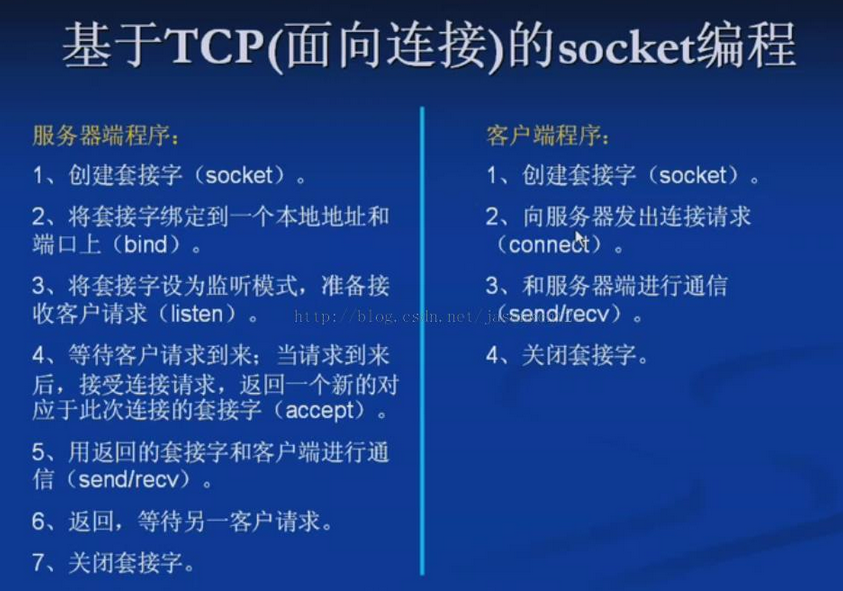 基于TCP(面向连接)的socket编程
服务器端程序：
1、创建套接字（socket）。
2、将套接字绑定到一个本地地址和
端口上（bind）。
3、将套接字设为监听模式，准备接
收客户请求（listen）。
4、等待客户请求到来；当请求到来
后，接受连接请求，返回一个新的对
应于此次连接的套接字（accept）。
5、用返回的套接字和客户端进行通
信（send/recv）。
6、返回，等待另一客户请求。
7、关闭套接字。
客户端程序：
1、创建套接字（socket）。
2、向服务器发出连接请求
（connect）。
3、和服务器端进行通信
（send/recv）。
4、关闭套接字。